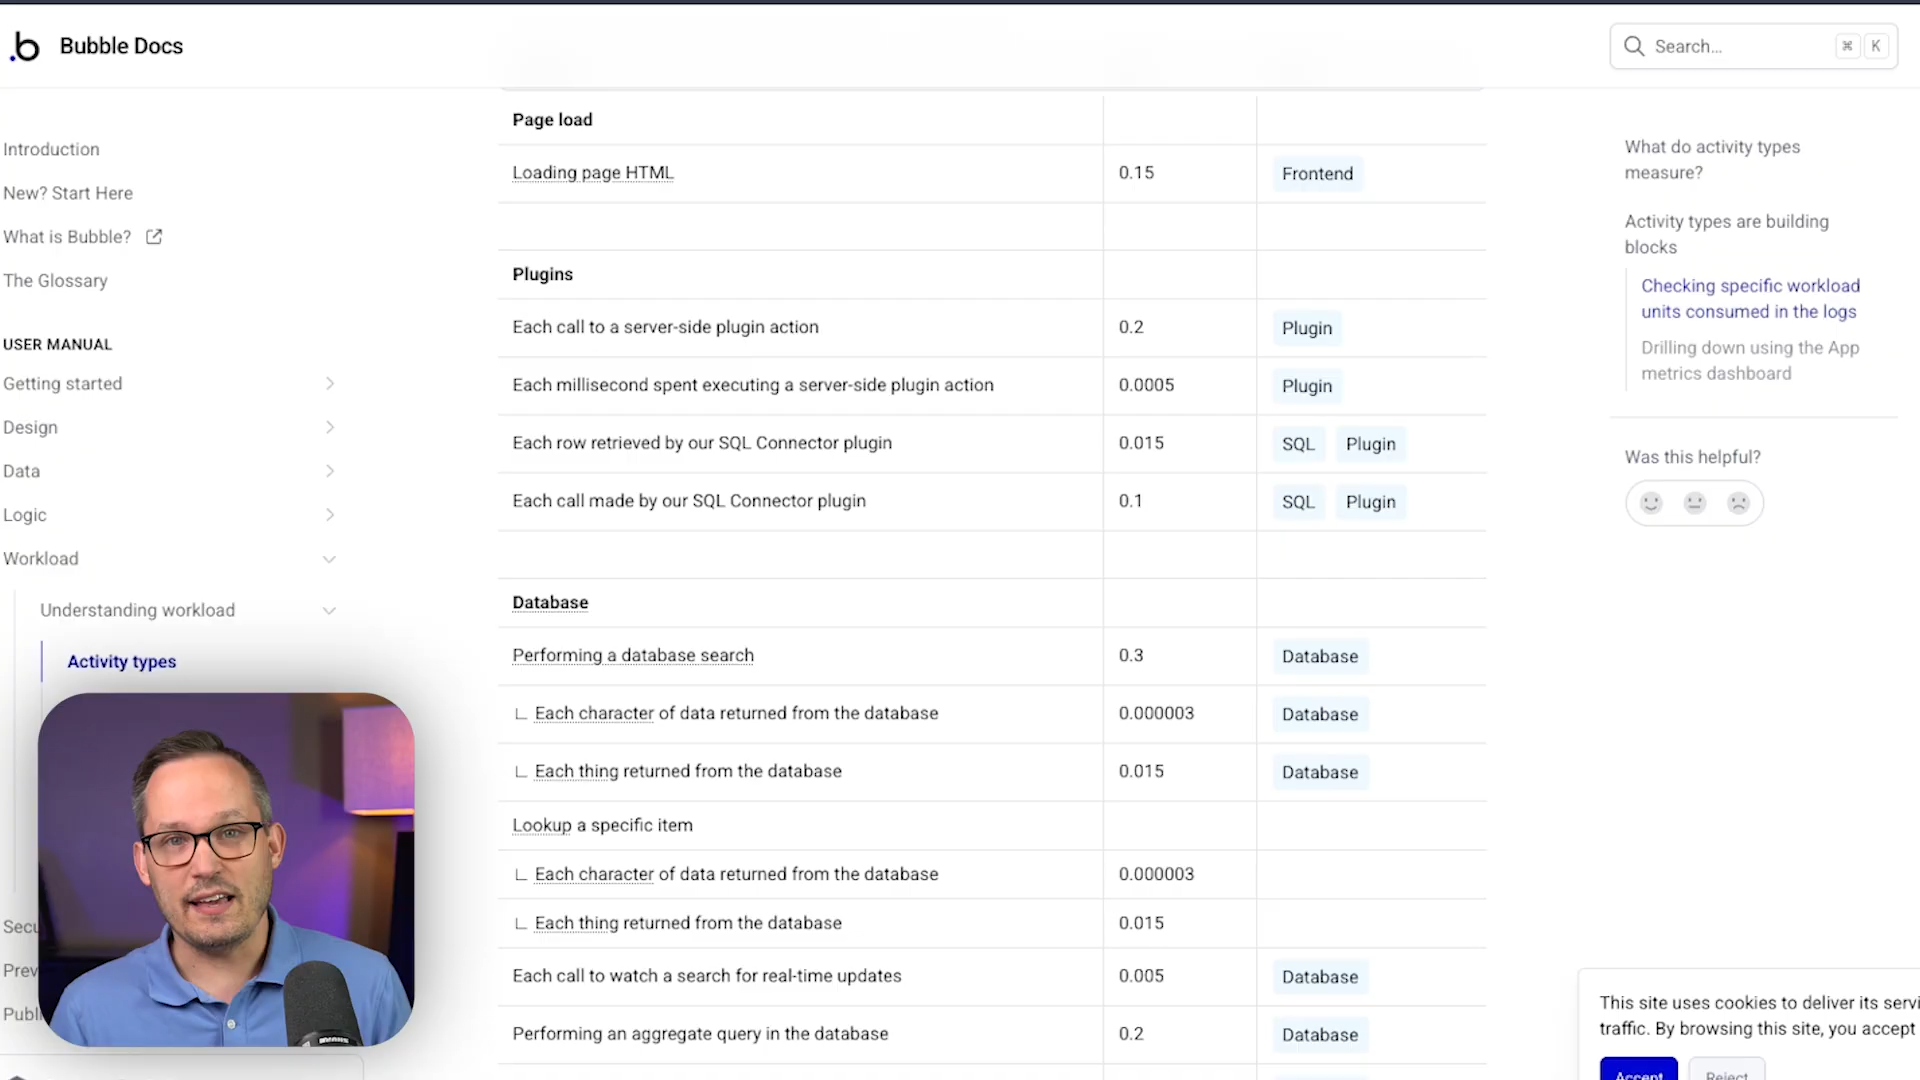 Bubble Docs
Search...
⌘ K
Introduction
New? Start Here
What is Bubble?
The Glossary
USER MANUAL
Getting started
Design
Data
Logic
Workload
Understanding workload
Activity types
Page load
Loading page HTML 0.15 Frontend
Plugins
Each call to a server-side plugin action 0.2 Plugin
Each millisecond spent executing a server-side plugin action 0.0005 Plugin
Each row retrieved by our SQL Connector plugin 0.015 SQL Plugin
Each call made by our SQL Connector plugin 0.1 SQL Plugin
Database
Performing a database search 0.3 Database
Each character of data returned from the database 0.000003 Database
Each thing returned from the database 0.015 Database
Lookup a specific item
Each character of data returned from the database 0.000003
Each thing returned from the database 0.015
Each call to watch a search for real-time updates 0.005 Database
Performing an aggregate query in the database 0.2 Database
What do activity types
measure?
Activity types are building
blocks
Checking specific workload
units consumed in the logs
Drilling down using the App
metrics dashboard
Was this helpful?
This site uses cookies to deliver its servi
traffic. By browsing this site, you accept
Accept Reject
Secu
Prev
Publ